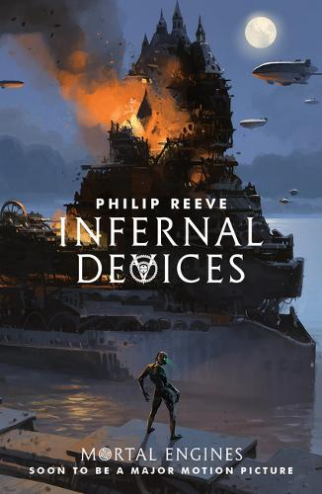 PHILIP REEVE
INFERNAL
DEVICES
MORTAL ENGINES
SOON TO BE A MAJOR MOTION PICTURE